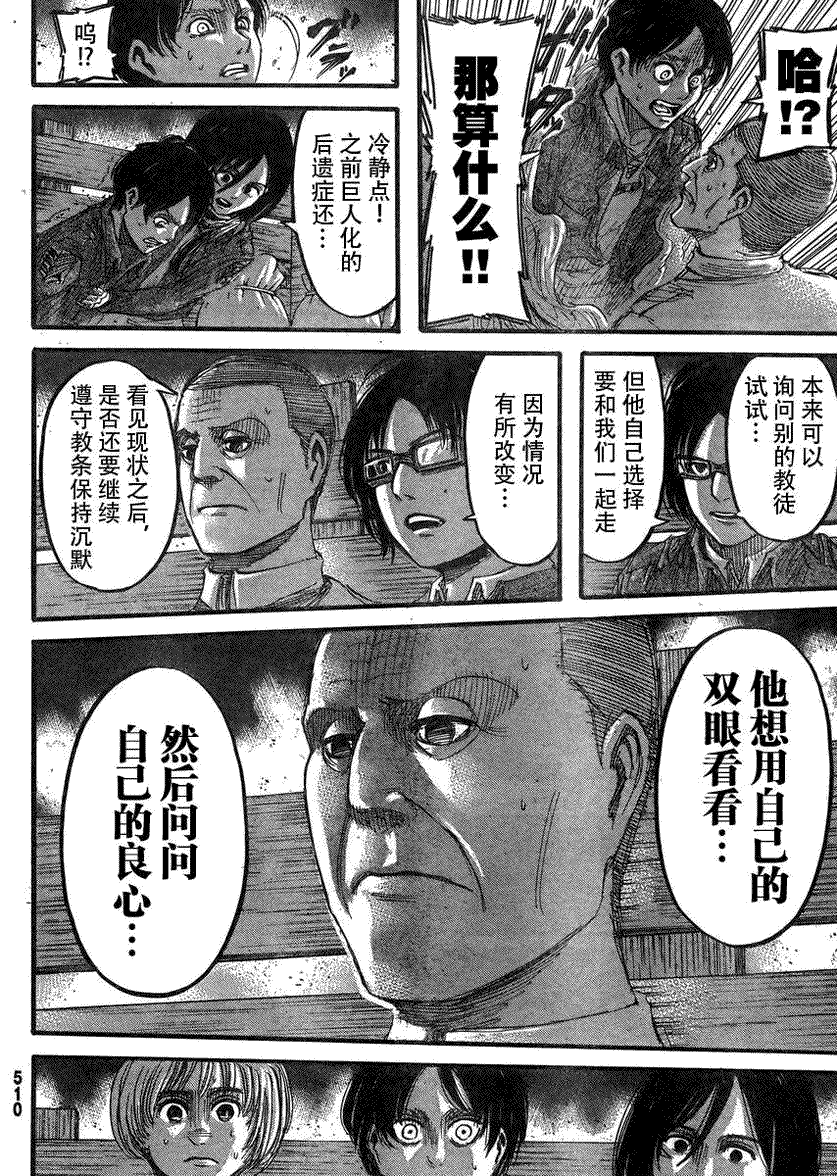 哈!?
那算什么!!
呜!?
冷静点！
之前巨人化的
后遗症还…
本来可以
询问别的教徒
试试…
但他自己选择
要和我们一起走
因为情况
有所改变…
看见现状之后,
是否还要继续
遵守教条保持沉默
他想用自己的
双眼看看…
然后问问
自己的良心…
510